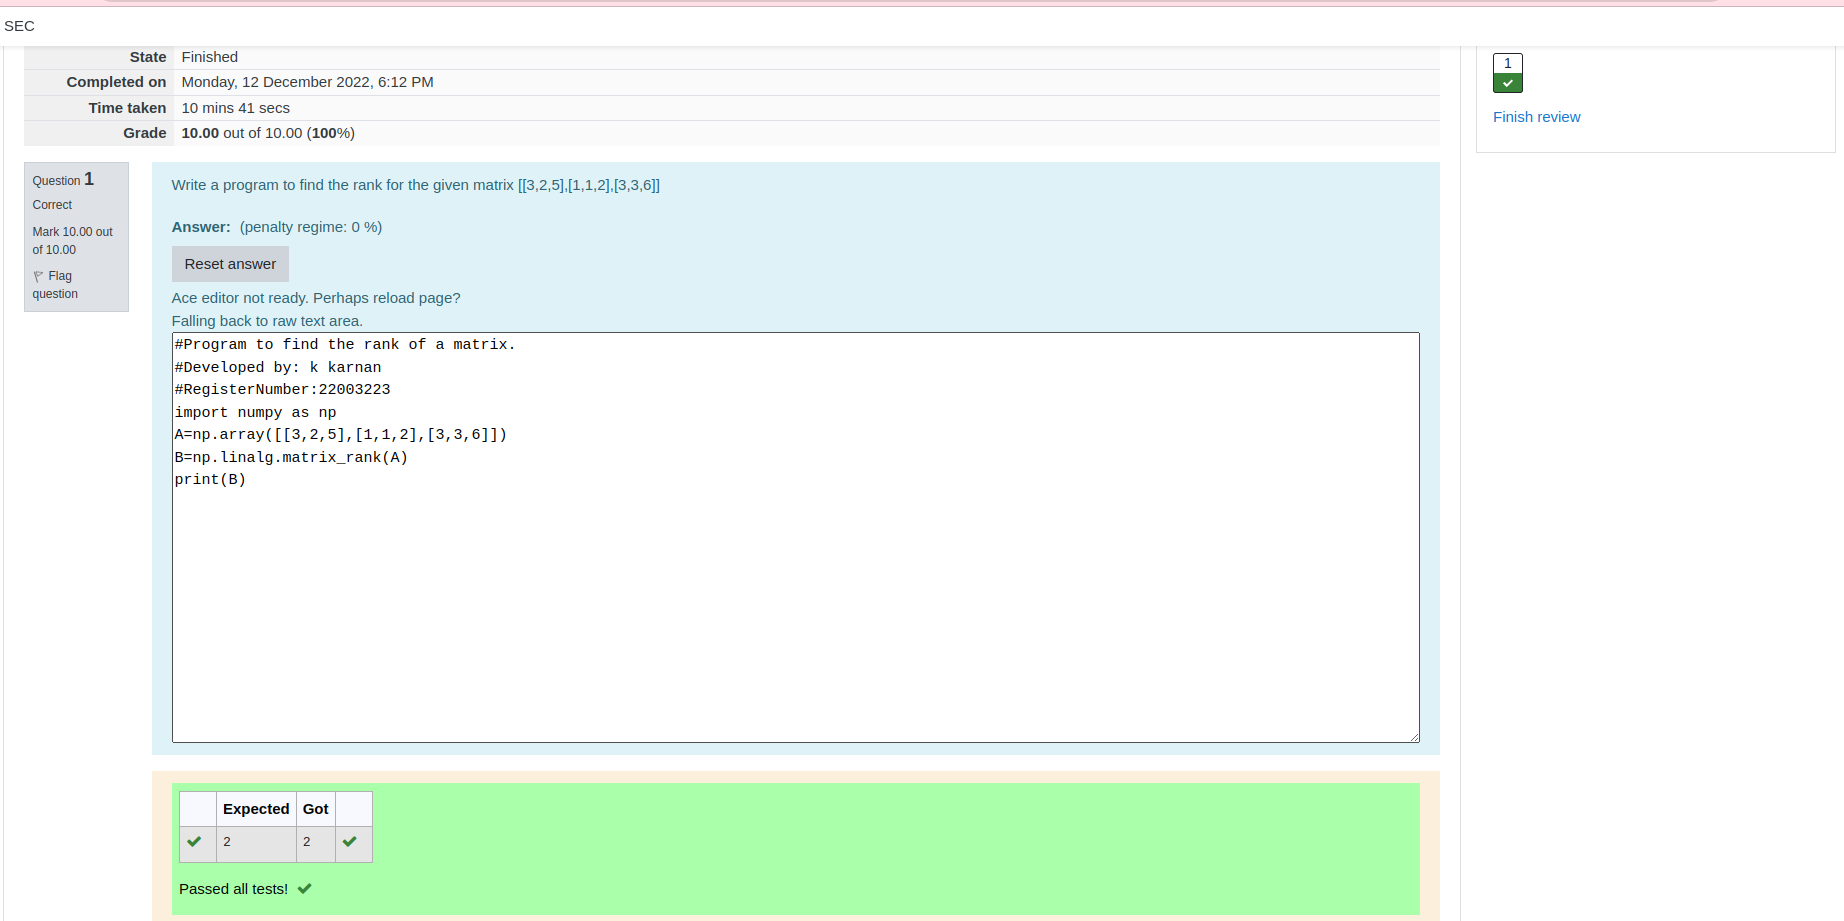 SEC
State Finished
Completed on Monday, 12 December 2022, 6:12 PM
Time taken 10 mins 41 secs
Grade 10.00 out of 10.00 (100%)
1
Finish review
Question 1
Correct
Mark 10.00 out
of 10.00
Flag
question
Write a program to find the rank for the given matrix [[3,2,5],[1,1,2],[3,3,6]]
Answer: (penalty regime: 0 %)
Reset answer
Ace editor not ready. Perhaps reload page?
Falling back to raw text area.
#Program to find the rank of a matrix.
#Developed by: k karnan
#RegisterNumber:22003223
import numpy as np
A=np.array([[3,2,5],[1,1,2],[3,3,6]])
B=np.linalg.matrix_rank(A)
print(B)
Expected Got
2 2
Passed all tests!